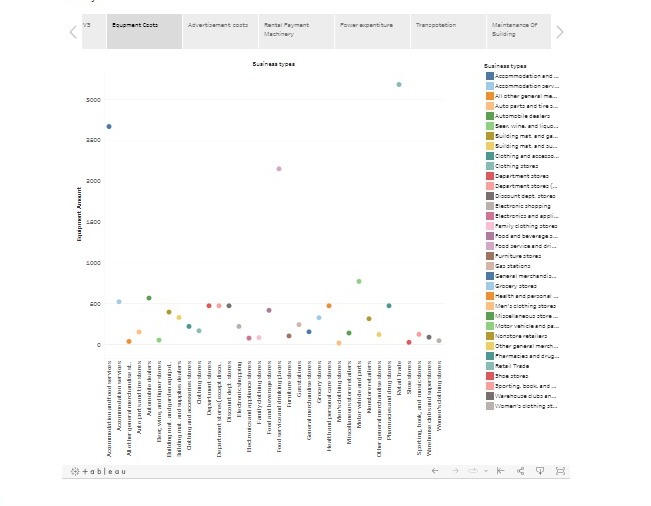 VS
Equipment Costs
Advertisement costs
Rental Payment
Machinery
Power expenditure
Transpotation
Maintenance Of
Building
Business types
Equipment Amount
3000
2500
2000
1500
1000
500
0
Accommodation and food services
Accommodation services
All other general merchandise st..
Auto parts and tire stores
Automobile dealers
Beer, wine, and liquor stores
Building mat. and garden equip..
Building mat. and supplies dealers
Clothing and accessories stores
Clothing stores
Department stores
Department stores (except disco..
Discount dept. stores
Electronic shopping
Electronics and appliance stores
Family clothing stores
Food and beverage stores
Food services and drinking places
Furniture stores
Gas stations
General merchandise stores
Grocery stores
Health and personal care stores
Men's clothing stores
Miscellaneous store retailers
Motor vehicle and parts
Nonstore retailers
Other general merchandise stores
Pharmacies and drug stores
Retail Trade
Shoe stores
Sporting, book, and music stores
Warehouse clubs and superstores
Women's clothing stores
Business types
Accommodation and ...
Accommodation serv...
All other general me...
Auto parts and tire s...
Automobile dealers
Beer, wine, and liquo...
Building mat. and ga...
Building mat. and su...
Clothing and accesso...
Clothing stores
Department stores
Department stores (...
Discount dept. stores
Electronic shopping
Electronics and appli...
Family clothing stores
Food and beverage s...
Food service and dri...
Furniture stores
Gas stations
General merchandis...
Grocery stores
Health and personal ...
Men's clothing stores
Miscellaneous store ...
Motor vehicle and pa...
Nonstore retailers
Other general merch...
Pharmacies and drug...
Retail Trade
Shoe stores
Sporting, book, and ...
Warehouse clubs an...
Women's clothing st...
+ableau